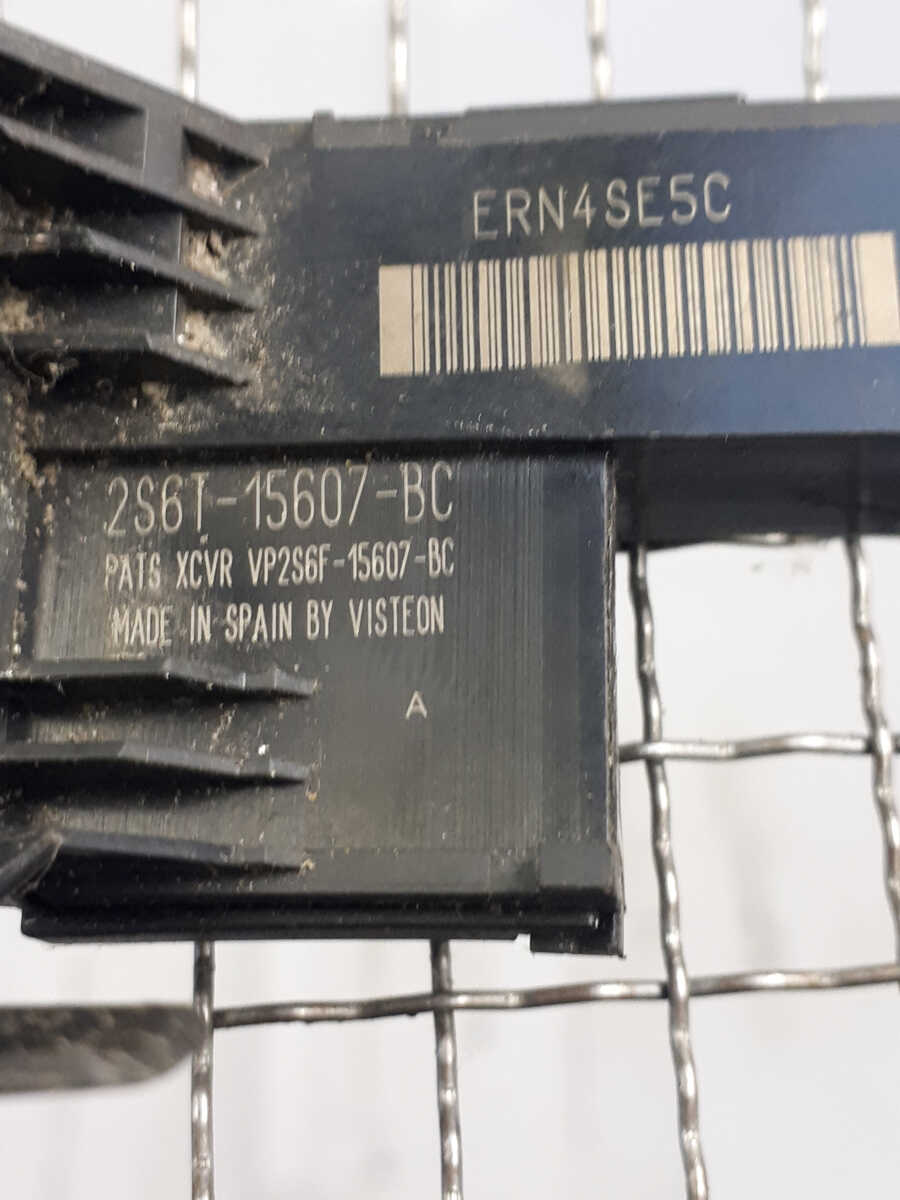 ERN4SE5C
2S6T-15607-BC
PATS XCVR VP2S6F-15607-BC
MADE IN SPAIN BY VISTEON
A